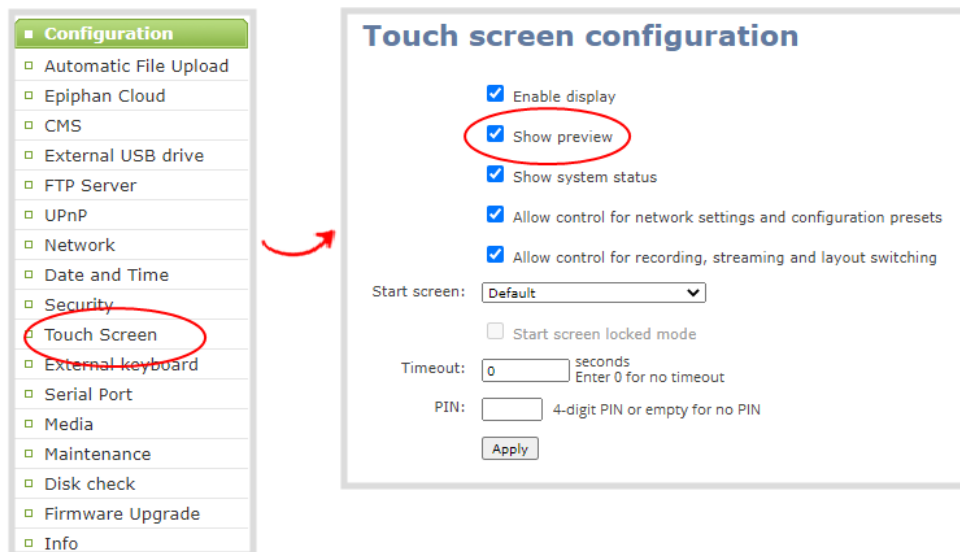 Configuration
Automatic File Upload
Epiphan Cloud
CMS
External USB drive
FTP Server
UPnP
Network
Date and Time
Security
Touch Screen
External keyboard
Serial Port
Media
Maintenance
Disk check
Firmware Upgrade
Info
Touch screen configuration
Enable display
Show preview
Show system status
Allow control for network settings and configuration presets
Allow control for recording, streaming and layout switching
Start screen: Default
Start screen locked mode
Timeout: 0 seconds
Enter 0 for no timeout
PIN: 4-digit PIN or empty for no PIN
Apply